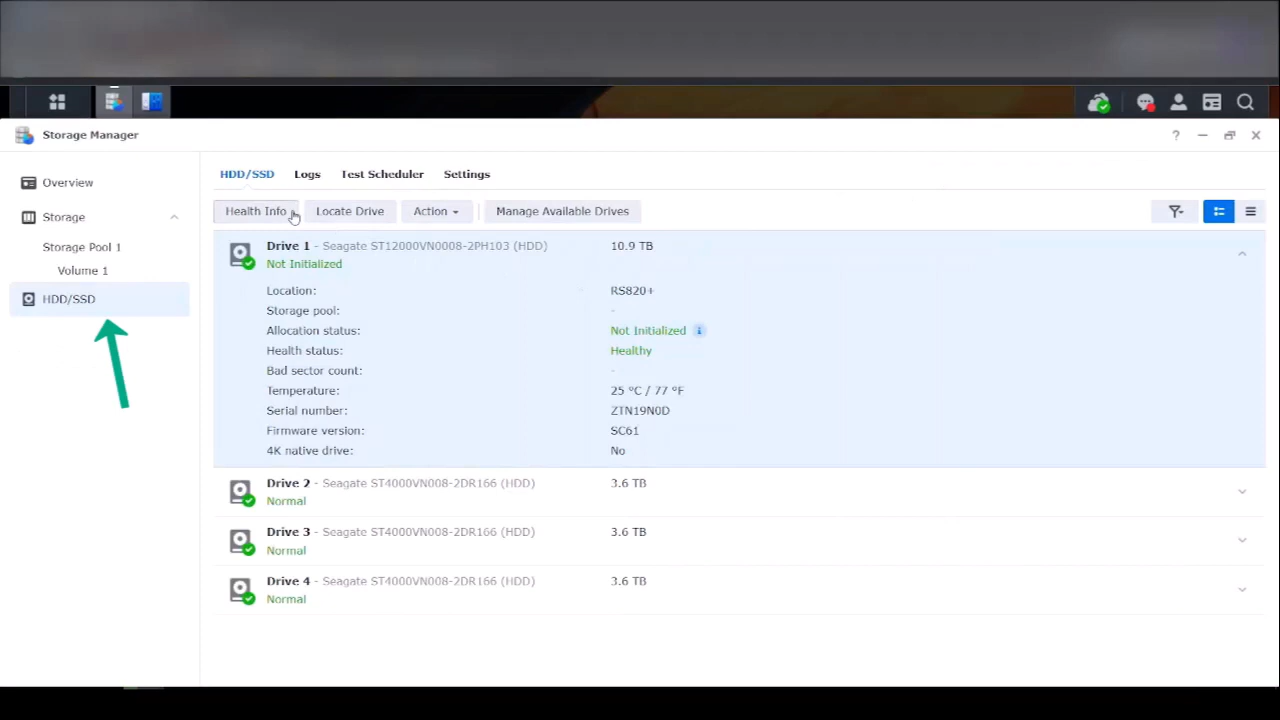 Storage Manager
?
Overview
Storage
Storage Pool 1
Volume 1
HDD/SSD
HDD/SSD Logs Test Scheduler Settings
Health Info Locate Drive Action Manage Available Drives
Drive 1 - Seagate ST12000VN0008-2PH103 (HDD) 10.9 TB
Not Initialized
Location: RS820+
Storage pool: -
Allocation status: Not Initialized i
Health status: Healthy
Bad sector count: -
Temperature: 25 °C / 77 °F
Serial number: ZTN19N0D
Firmware version: SC61
4K native drive: No
Drive 2 - Seagate ST4000VN008-2DR166 (HDD) 3.6 TB
Normal
Drive 3 - Seagate ST4000VN008-2DR166 (HDD) 3.6 TB
Normal
Drive 4 - Seagate ST4000VN008-2DR166 (HDD) 3.6 TB
Normal